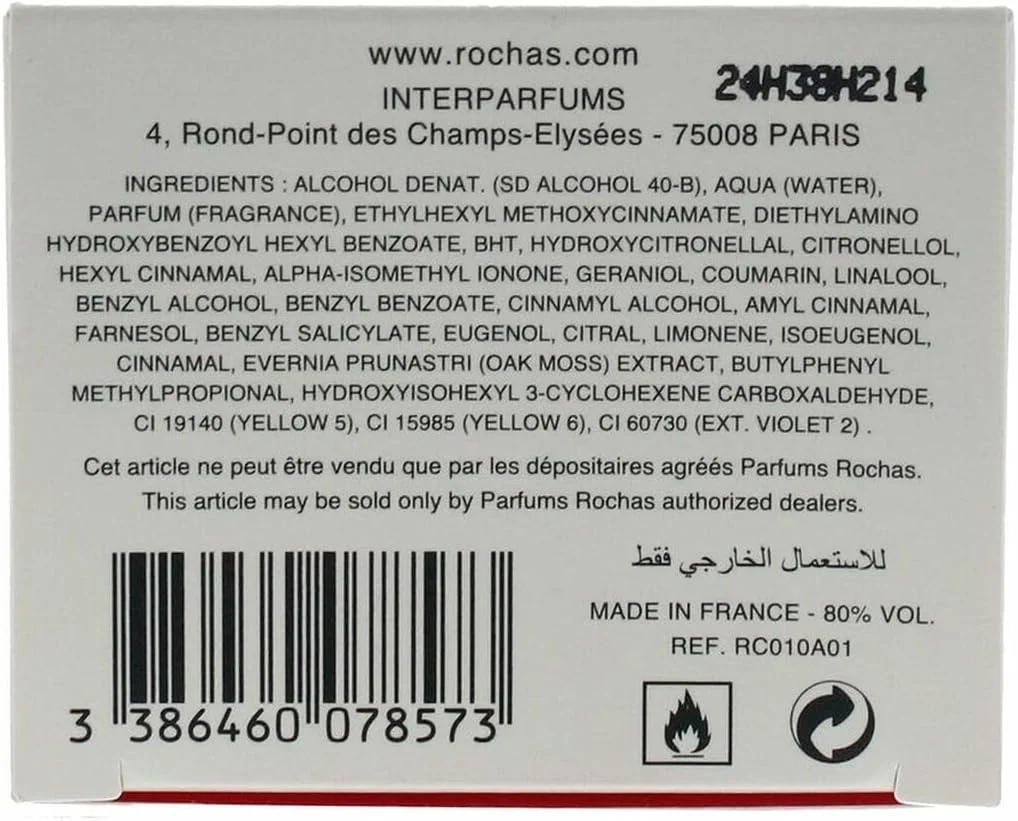 www.rochas.com
24H38H214
INTERPARFUMS
4, Rond-Point des Champs-Elysées - 75008 PARIS
INGREDIENTS : ALCOHOL DENAT. (SD ALCOHOL 40-B), AQUA (WATER),
PARFUM (FRAGRANCE), ETHYLHEXYL METHOXYCINNAMATE, DIETHYLAMINO
HYDROXYBENZOYL HEXYL BENZOATE, BHT, HYDROXYCITRONELLAL, CITRONELLOL,
HEXYL CINNAMAL, ALPHA-ISOMETHYL IONONE, GERANIOL, COUMARIN, LINALOOL,
BENZYL ALCOHOL, BENZYL BENZOATE, CINNAMYL ALCOHOL, AMYL CINNAMAL,
FARNESOL, BENZYL SALICYLATE, EUGENOL, CITRAL, LIMONENE, ISOEUGENOL,
CINNAMAL, EVERNIA PRUNASTRI (OAK MOSS) EXTRACT, BUTYLPHENYL
METHYLPROPIONAL, HYDROXYISOHEXYL 3-CYCLOHEXENE CARBOXALDEHYDE,
CI 19140 (YELLOW 5), CI 15985 (YELLOW 6), CI 60730 (EXT. VIOLET 2) .
Cet article ne peut être vendu que par les dépositaires agréés Parfums Rochas.
This article may be sold only by Parfums Rochas authorized dealers.
للاستعمال الخارجي فقط
MADE IN FRANCE - 80% VOL.
REF. RC010A01
3 386460 078573